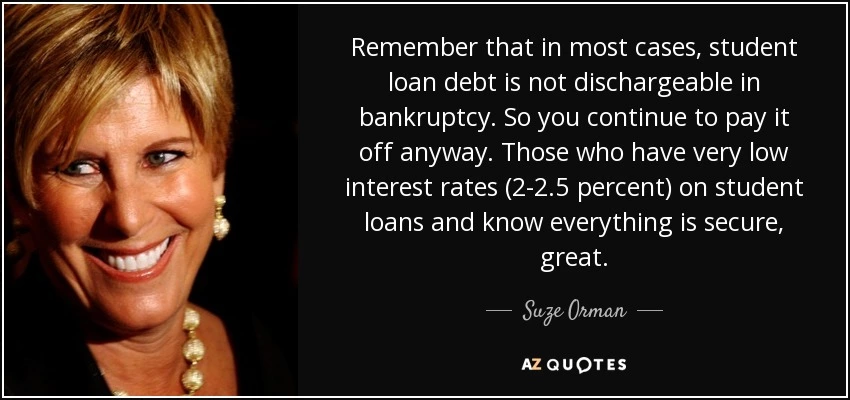 Remember that in most cases, student
loan debt is not dischargeable in
bankruptcy. So you continue to pay it
off anyway. Those who have very low
interest rates (2-2.5 percent) on student
loans and know everything is secure,
great.
Suze Orman
AZ QUOTES